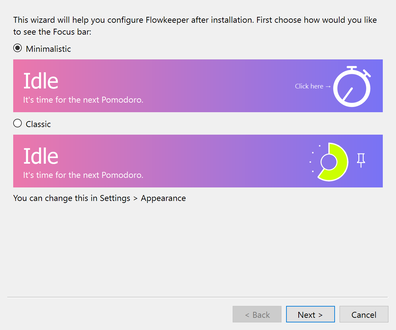 This wizard will help you configure Flowkeeper after installation. First choose how would you like
to see the Focus bar:
Minimalistic
Idle
It's time for the next Pomodoro.
Click here →
Classic
Idle
It's time for the next Pomodoro.
You can change this in Settings > Appearance
< Back
Next >
Cancel